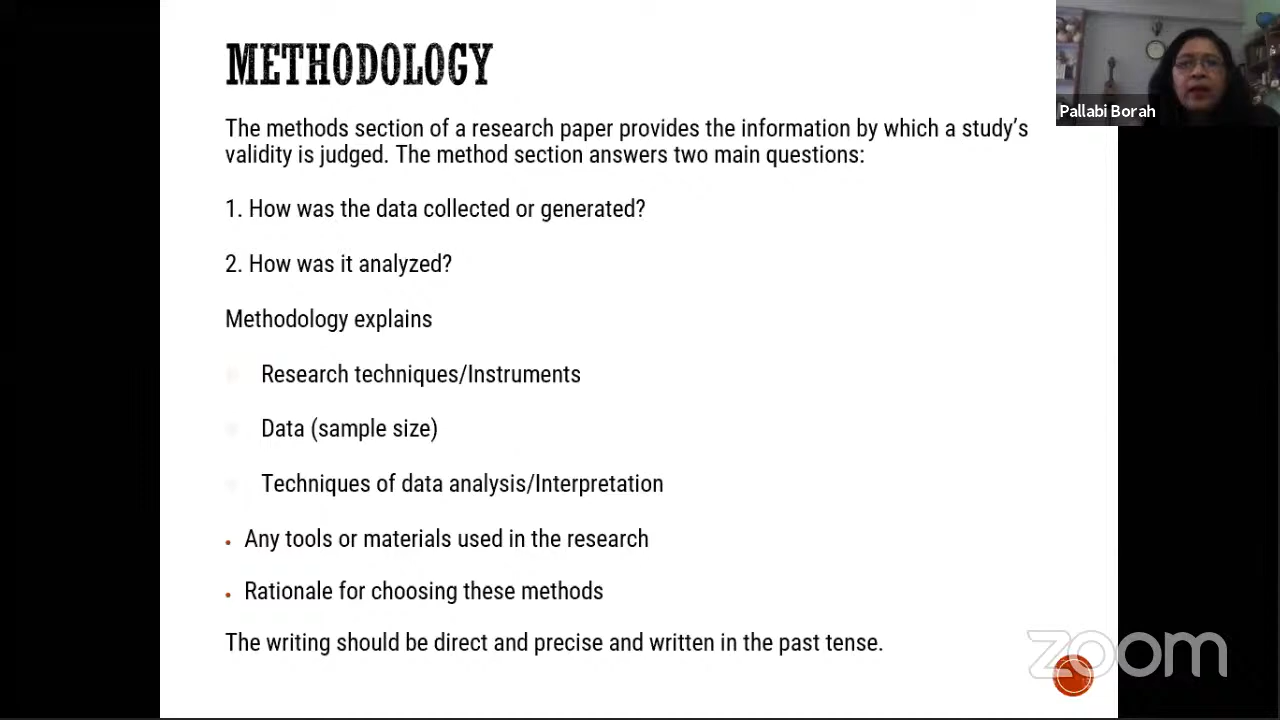 METHODOLOGY
Pallabi Borah
The methods section of a research paper provides the information by which a study's
validity is judged. The method section answers two main questions:
1. How was the data collected or generated?
2. How was it analyzed?
Methodology explains
Research techniques/Instruments
Data (sample size)
Techniques of data analysis/Interpretation
• Any tools or materials used in the research
• Rationale for choosing these methods
The writing should be direct and precise and written in the past tense.
zoom